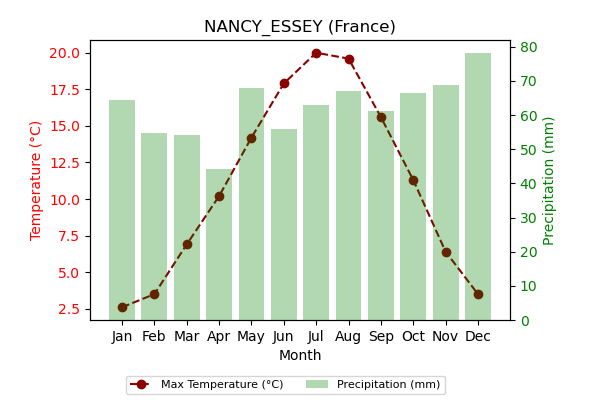 NANCY_ESSEY (France)
20.0
17.5
15.0
12.5
10.0
7.5
5.0
2.5
Temperature (°C)
80
70
60
50
40
30
20
10
0
Precipitation (mm)
Jan Feb Mar Apr May Jun Jul Aug Sep Oct Nov Dec
Month
Max Temperature (°C) Precipitation (mm)